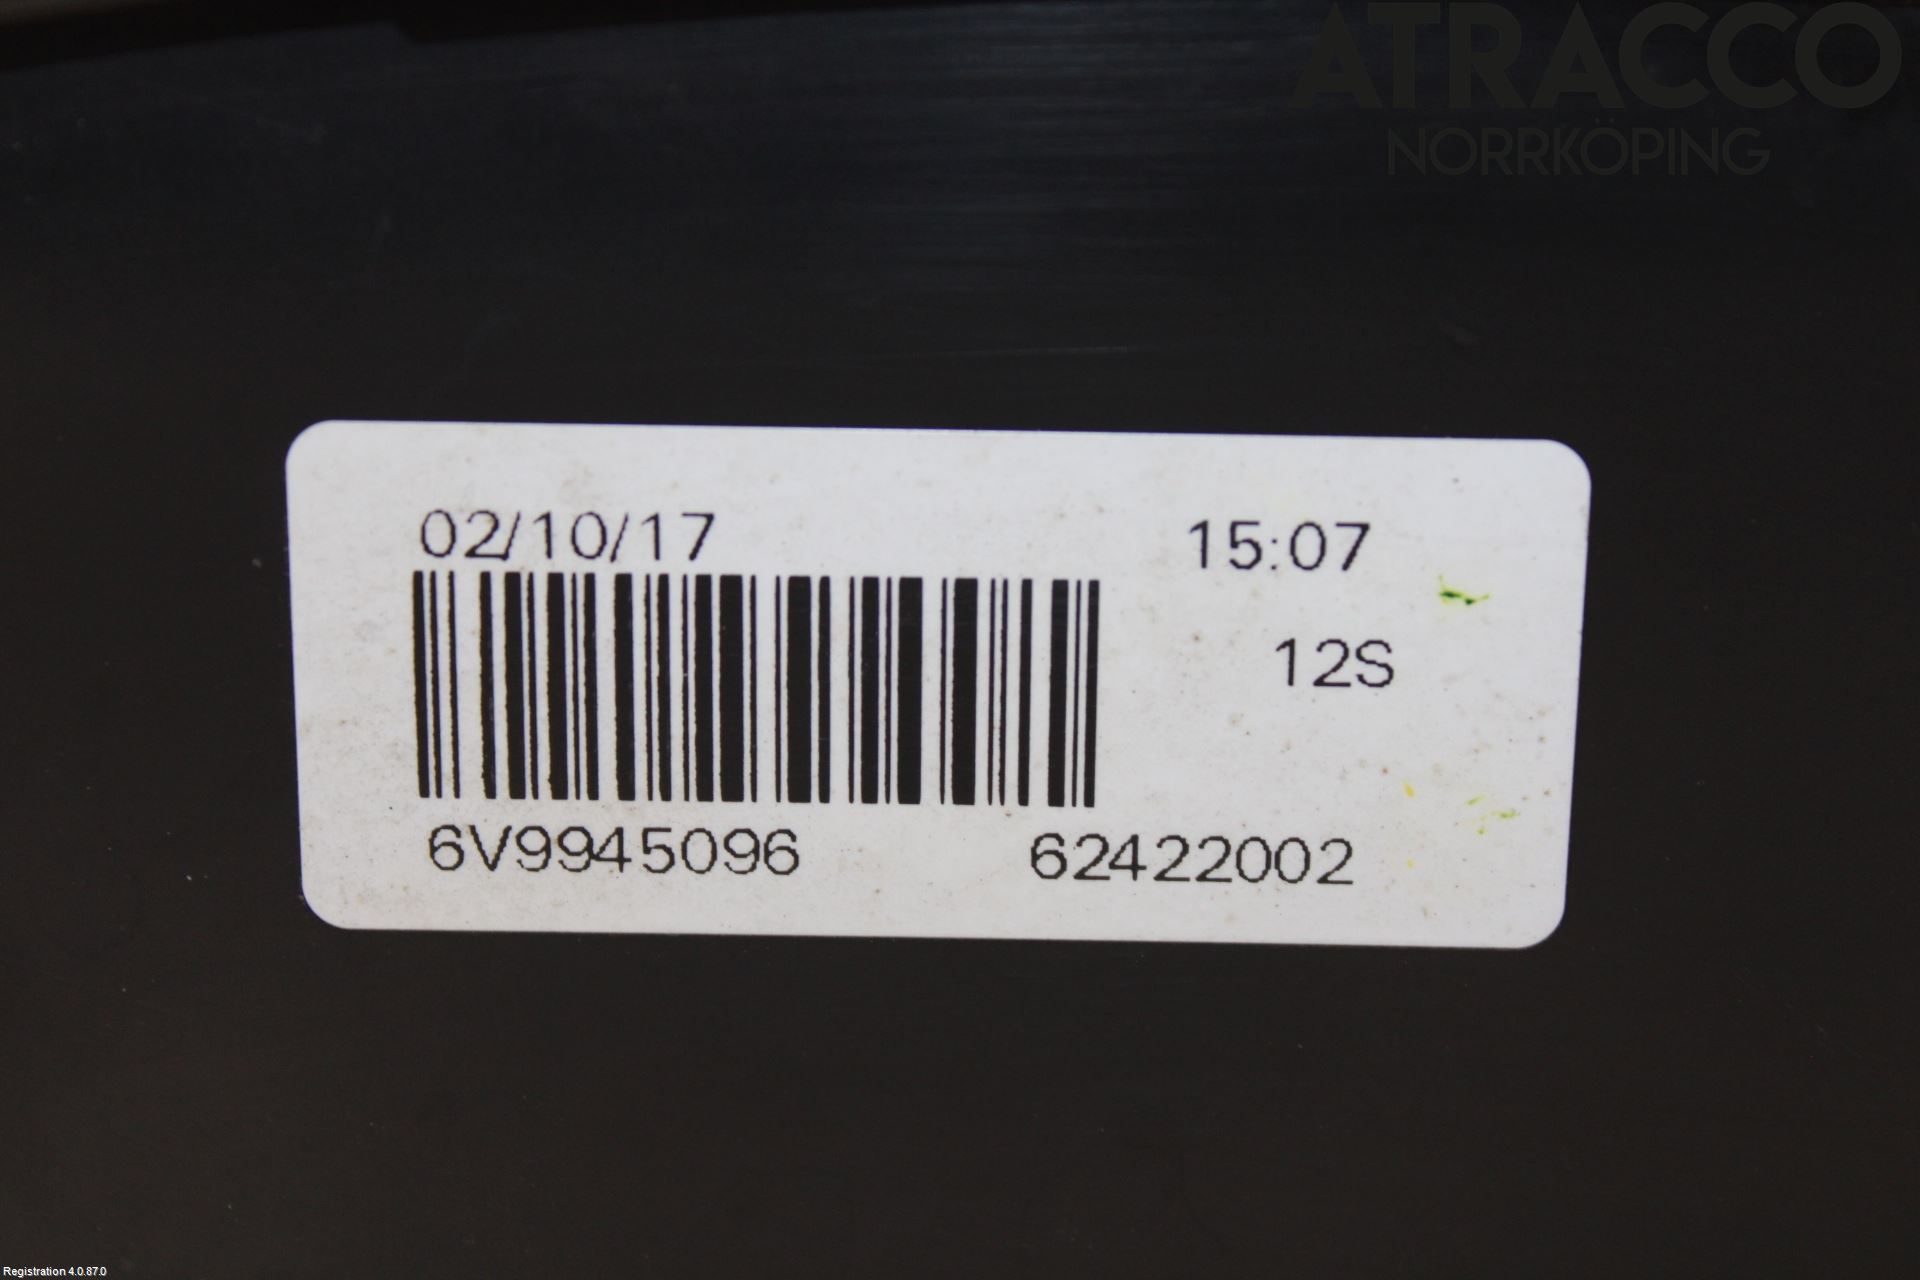 ATRACCO
NORRKÖPING
02/10/17 15:07
12S
6V9945096 62422002
Registration 4.0.87.0